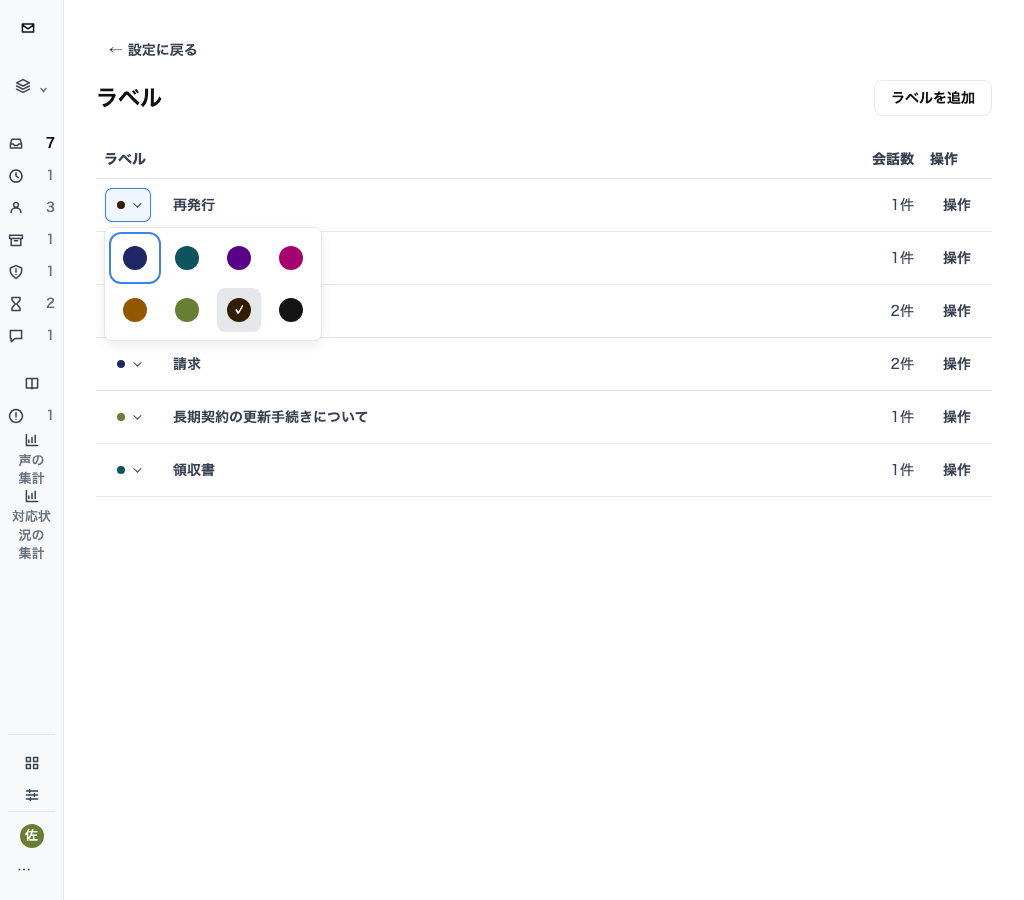 ← 設定に戻る
ラベル
ラベルを追加
ラベル 会話数 操作
再発行 1件 操作
1件 操作
2件 操作
請求 2件 操作
長期契約の更新手続きについて 1件 操作
領収書 1件 操作
7
1
3
1
1
2
1
1
声の
集計
対応状
況の
集計
佐
…